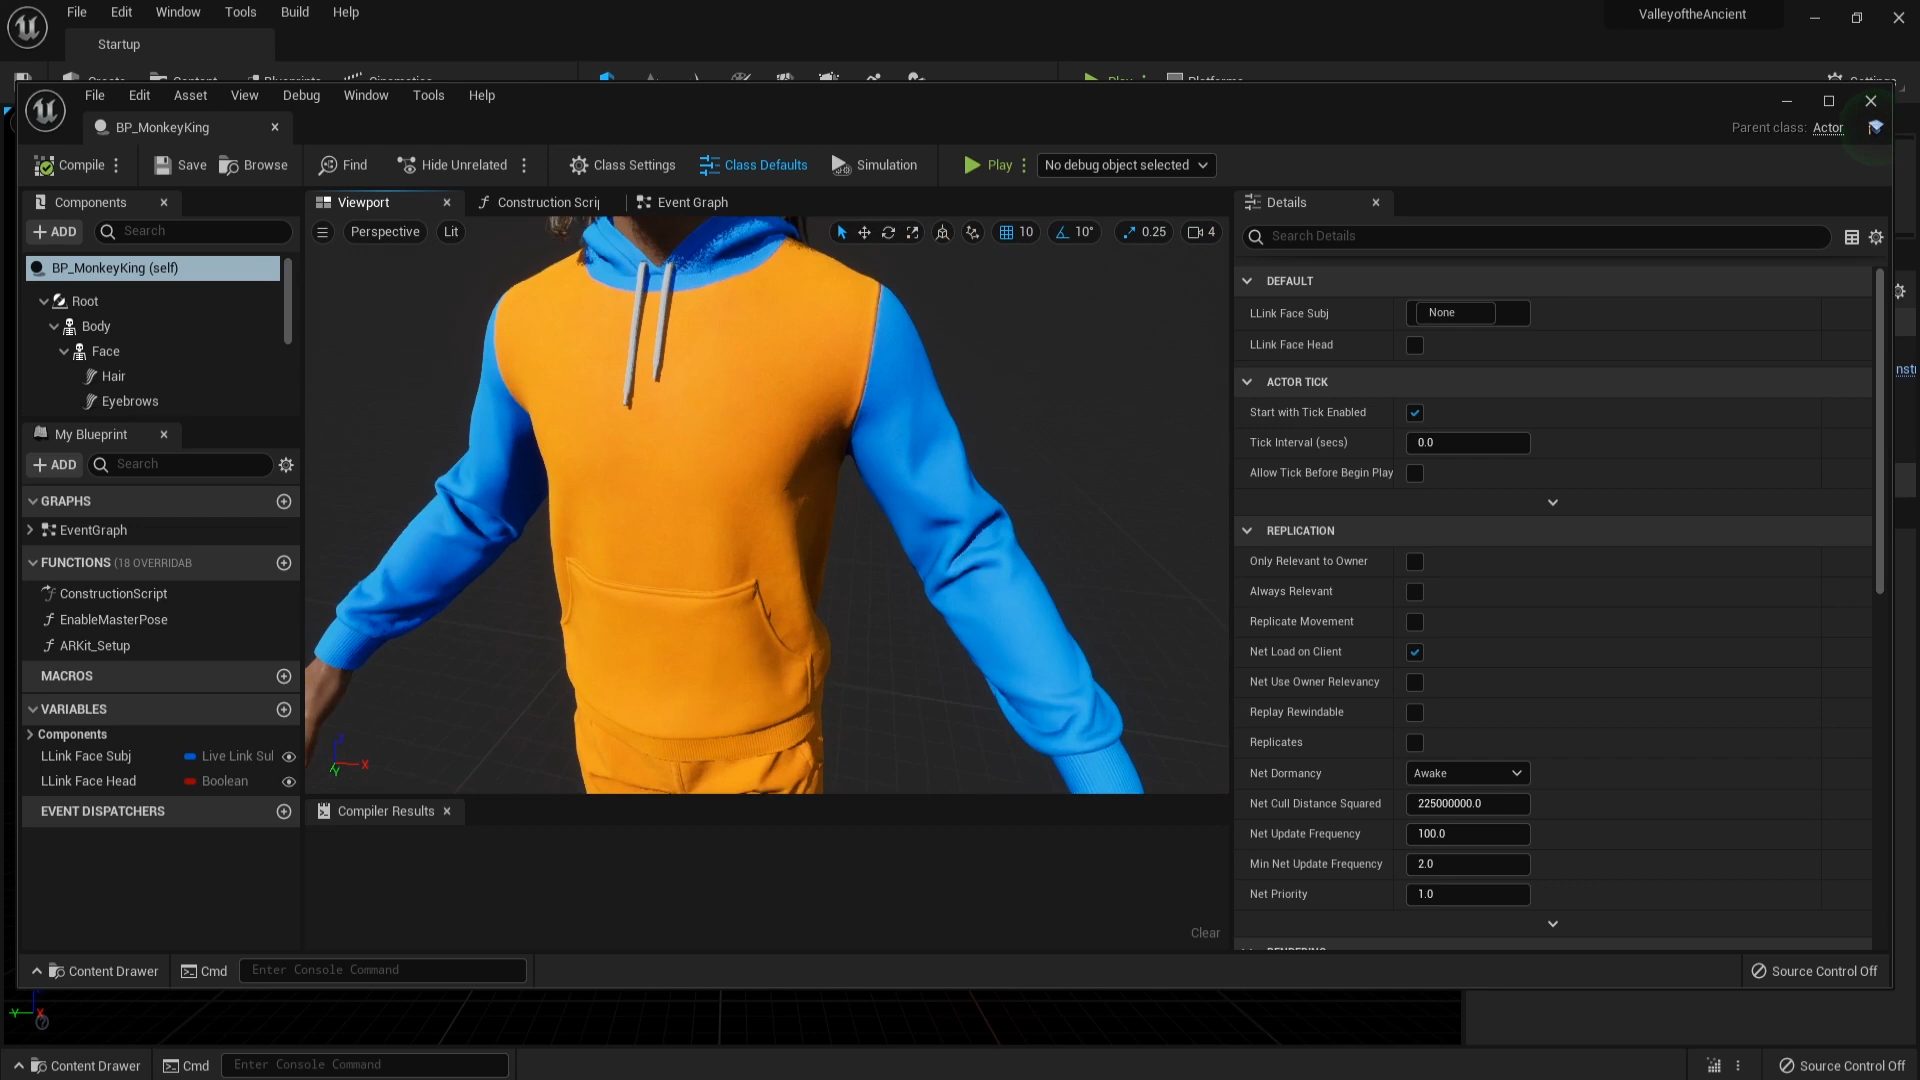 File Edit Window Tools Build Help
ValleyoftheAncient
Startup
File Edit Asset View Debug Window Tools Help
BP_MonkeyKing
Parent class: Actor
Compile Save Browse Find Hide Unrelated Class Settings Class Defaults Simulation Play No debug object selected
Components
ADD Search
BP_MonkeyKing (self)
Root
Body
Face
Hair
Eyebrows
My Blueprint
ADD Search
GRAPHS
EventGraph
FUNCTIONS (18 OVERRIDAB
ConstructionScript
EnableMasterPose
ARKit_Setup
MACROS
VARIABLES
Components
LLink Face Subj Live Link Sul
LLink Face Head Boolean
EVENT DISPATCHERS
Viewport Construction Scrip Event Graph
Perspective Lit 10 10° 0.25 4
Z
X
Y
Compiler Results
Clear
Details
Search Details
DEFAULT
LLink Face Subj None
LLink Face Head
ACTOR TICK
Start with Tick Enabled
Tick Interval (secs) 0.0
Allow Tick Before Begin Play
REPLICATION
Only Relevant to Owner
Always Relevant
Replicate Movement
Net Load on Client
Net Use Owner Relevancy
Replay Rewindable
Replicates
Net Dormancy Awake
Net Cull Distance Squared 225000000.0
Net Update Frequency 100.0
Min Net Update Frequency 2.0
Net Priority 1.0
Content Drawer Cmd Enter Console Command
Source Control Off
Y X
Content Drawer Cmd Enter Console Command
Source Control Off